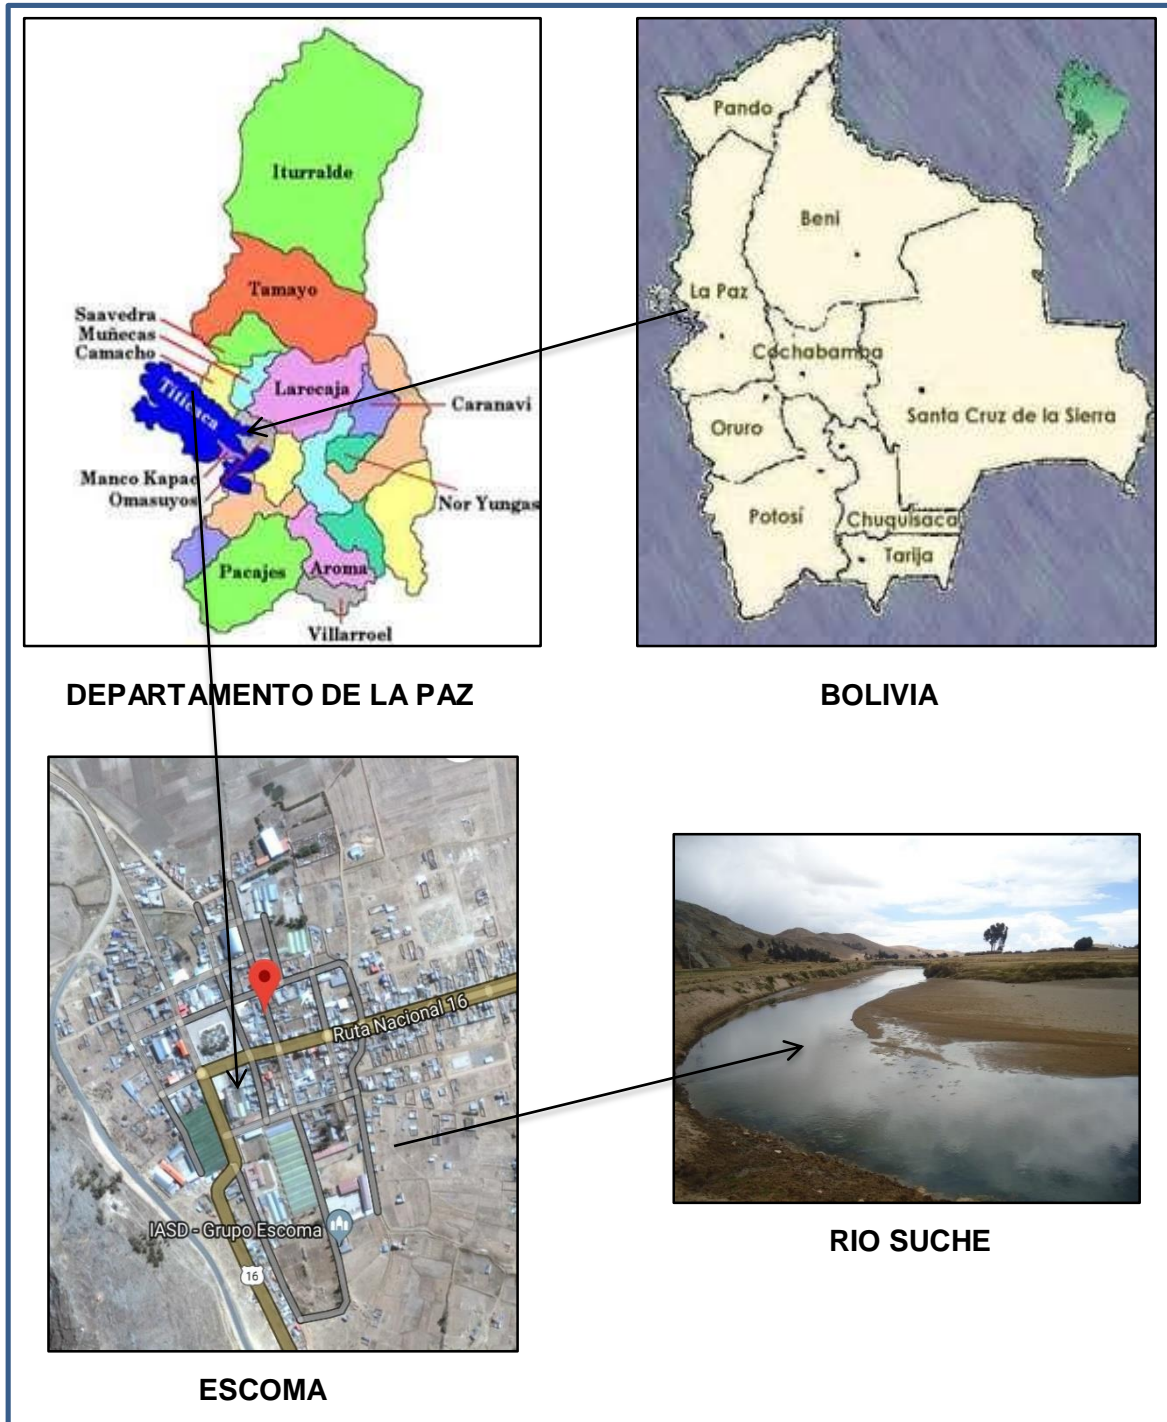 Iturralde
Tamayo
Saavedra
Muñecas
Camacho
Titicaca
Larecaja
Caranavi
Manco Kapac
Omasuyos
Nor Yungas
Pacajes
Aroma
Villarroel
DEPARTAMENTO DE LA PAZ
Pando
Beni
La Paz
Cochabamba
Santa Cruz de la Sierra
Oruro
Potosí
Chuquisaca
Tarija
BOLIVIA
Ruta Nacional 16
IASD - Grupo Escoma
16
ESCOMA
RIO SUCHE